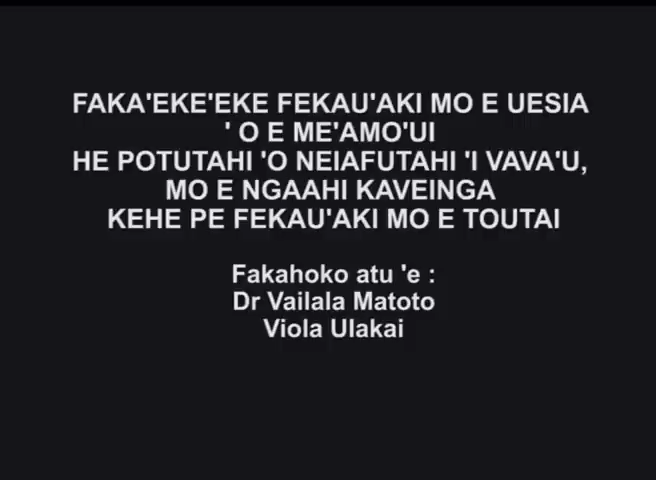 FAKA'EKE'EKE FEKAU'AKI MO E UESIA
' O E ME'AMO'UI
HE POTUTAHI 'O NEIAFUTAHI 'I VAVA'U,
MO E NGAAHI KAVEINGA
KEHE PE FEKAU'AKI MO E TOUTAI
Fakahoko atu 'e :
Dr Vailala Matoto
Viola Ulakai